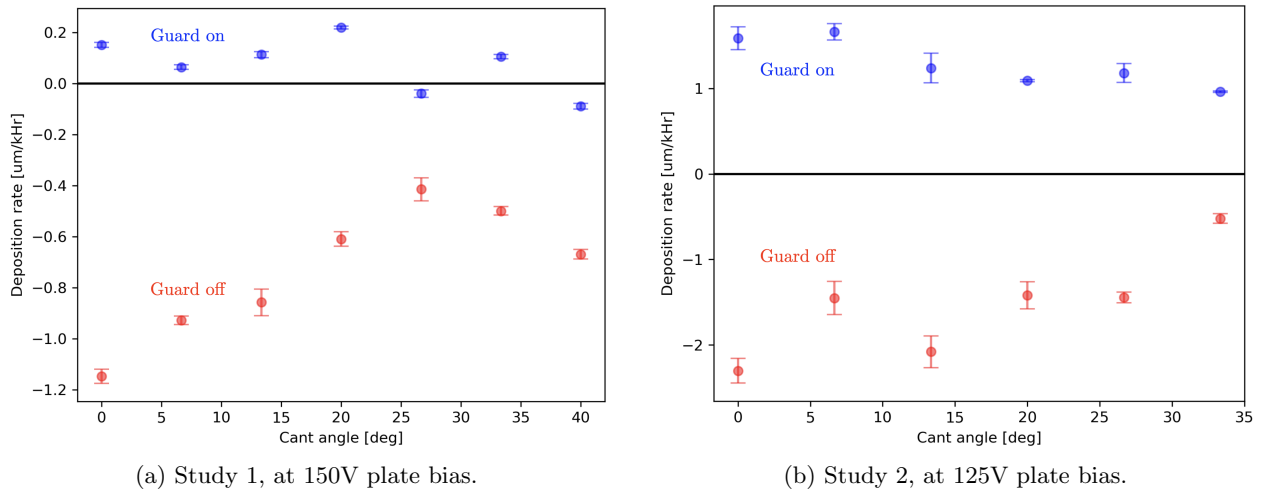 0.2
0.0
−0.2
−0.4
−0.6
−0.8
−1.0
−1.2
Deposition rate [um/kHr]
Guard on
Guard off
0 5 10 15 20 25 30 35 40
Cant angle [deg]
(a) Study 1, at 150V plate bias.
1
0
−1
−2
Deposition rate [um/kHr]
Guard on
Guard off
0 5 10 15 20 25 30 35
Cant angle [deg]
(b) Study 2, at 125V plate bias.